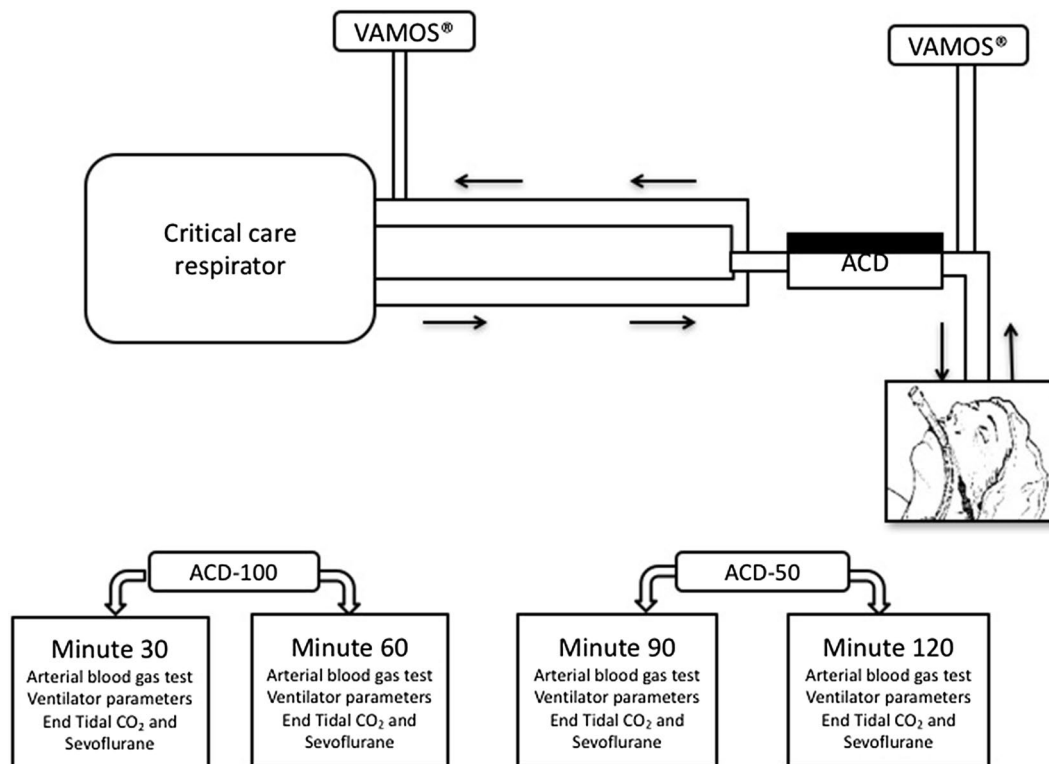 VAMOS®
VAMOS®
Critical care
respirator
ACD
ACD-100
ACD-50
Minute 30
Arterial blood gas test
Ventilator parameters
End Tidal CO₂ and
Sevoflurane
Minute 60
Arterial blood gas test
Ventilator parameters
End Tidal CO₂ and
Sevoflurane
Minute 90
Arterial blood gas test
Ventilator parameters
End Tidal CO₂ and
Sevoflurane
Minute 120
Arterial blood gas test
Ventilator parameters
End Tidal CO₂ and
Sevoflurane